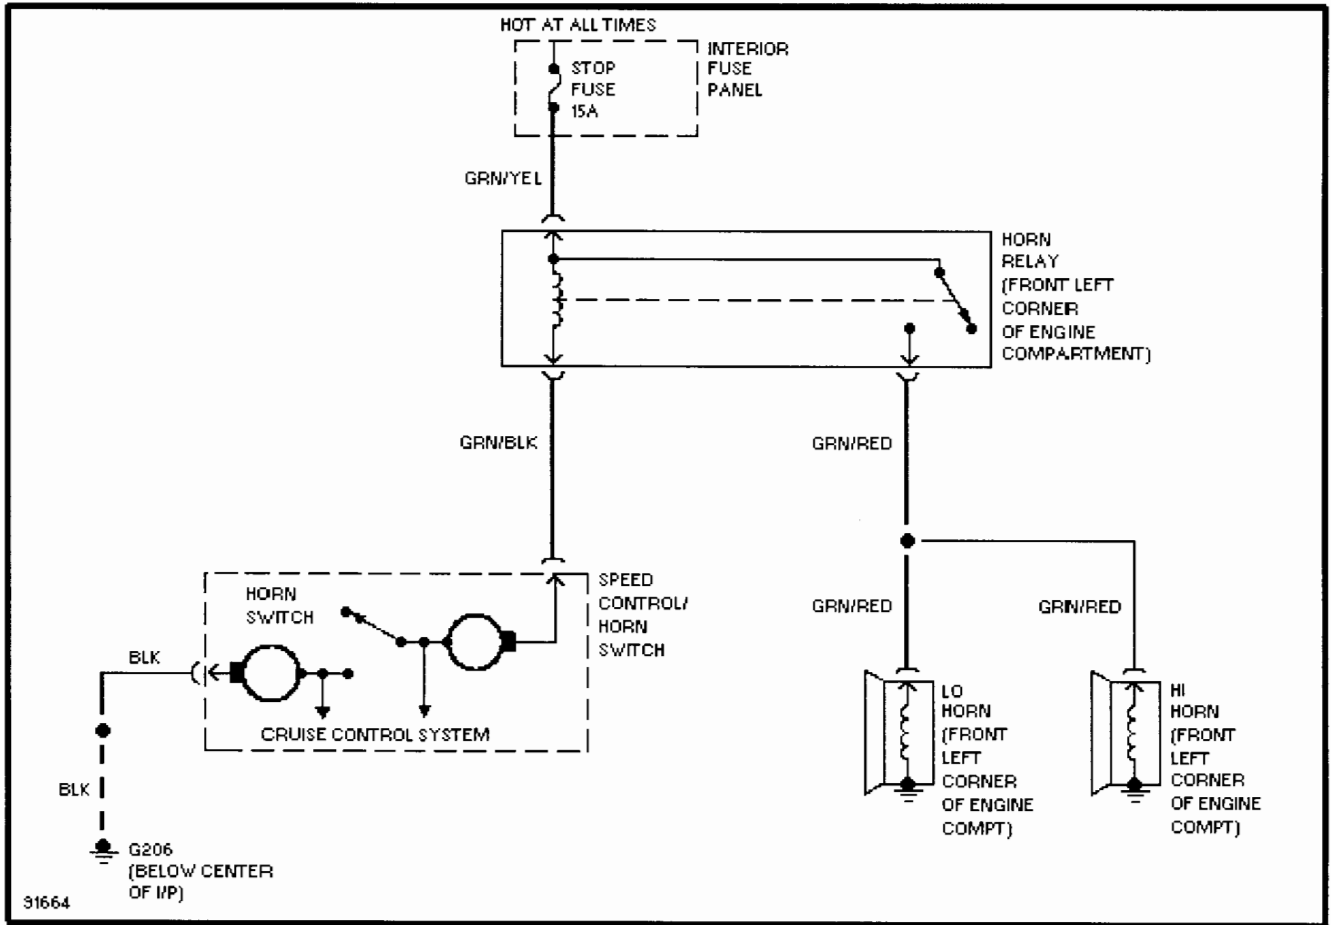 HOT AT ALL TIMES
STOP
FUSE
15A
INTERIOR
FUSE
PANEL
GRN/YEL
HORN
RELAY
(FRONT LEFT
CORNER
OF ENGINE
COMPARTMENT)
GRN/BLK
GRN/RED
HORN
SWITCH
SPEED
CONTROL/
HORN
SWITCH
GRN/RED
GRN/RED
BLK
CRUISE CONTROL SYSTEM
LO
HORN
(FRONT
LEFT
CORNER
OF ENGINE
COMPT)
HI
HORN
(FRONT
LEFT
CORNER
OF ENGINE
COMPT)
BLK
G206
(BELOW CENTER
OF I/P)
91664